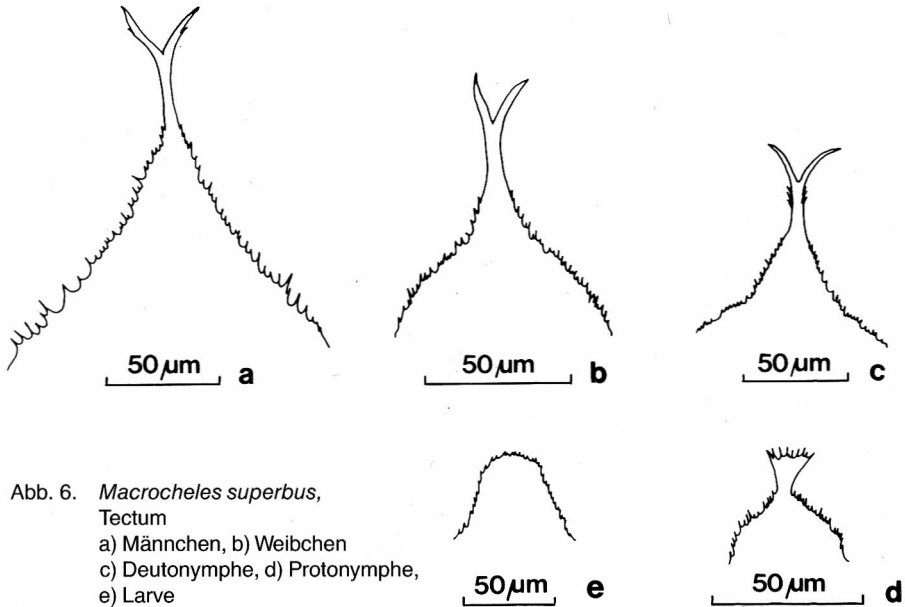 50 µm a
50 µm b
50 µm c
Abb. 6. Macrocheles superbus,
Tectum
a) Männchen, b) Weibchen
c) Deutonymphe, d) Protonymphe,
e) Larve
50 µm e
50 µm d